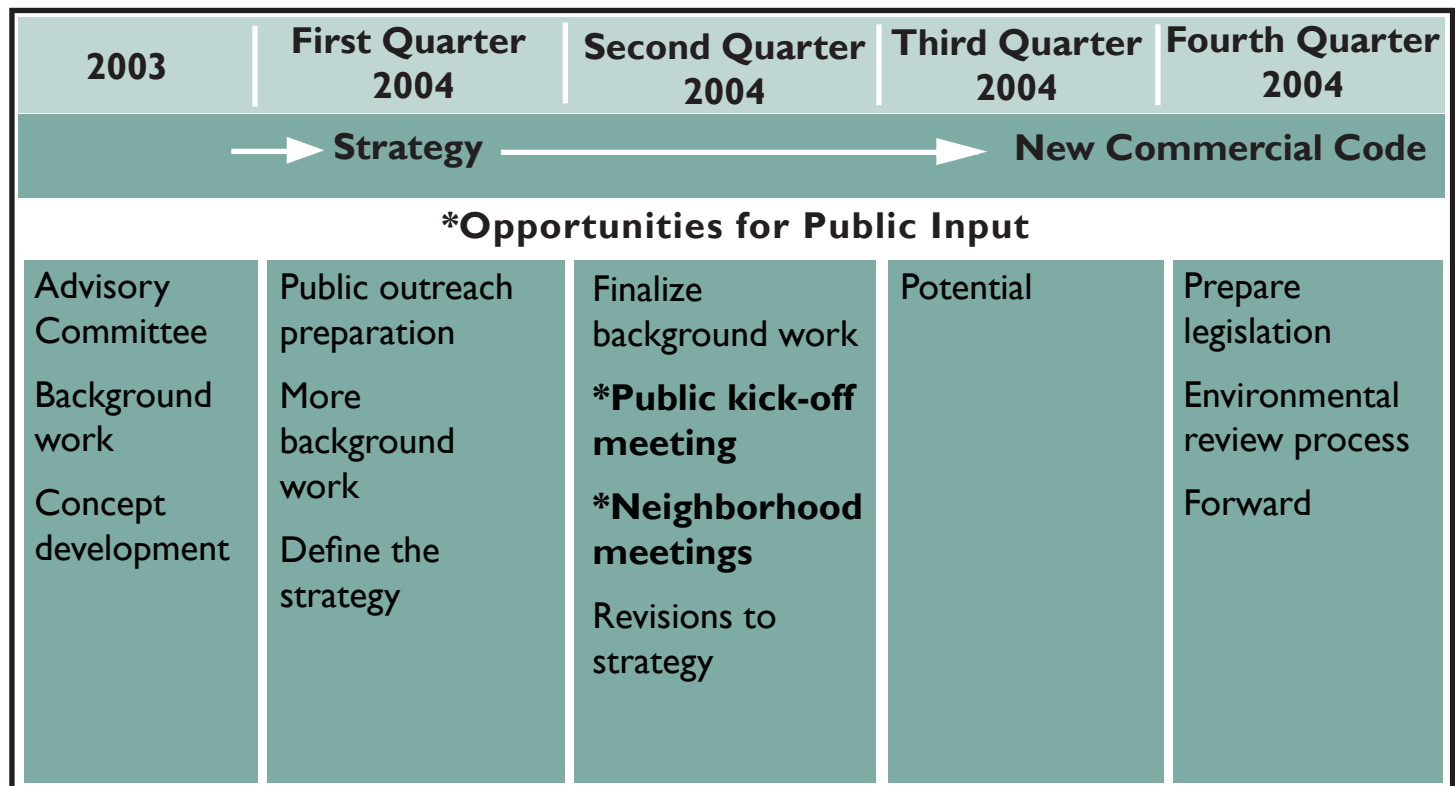 2003
First Quarter
2004
Second Quarter
2004
Third Quarter
2004
Fourth Quarter
2004
Strategy
New Commercial Code
*Opportunities for Public Input
Advisory
Committee
Background
work
Concept
development
Public outreach
preparation
More
background
work
Define the
strategy
Finalize
background work
*Public kick-off
meeting
*Neighborhood
meetings
Revisions to
strategy
Potential
Prepare
legislation
Environmental
review process
Forward